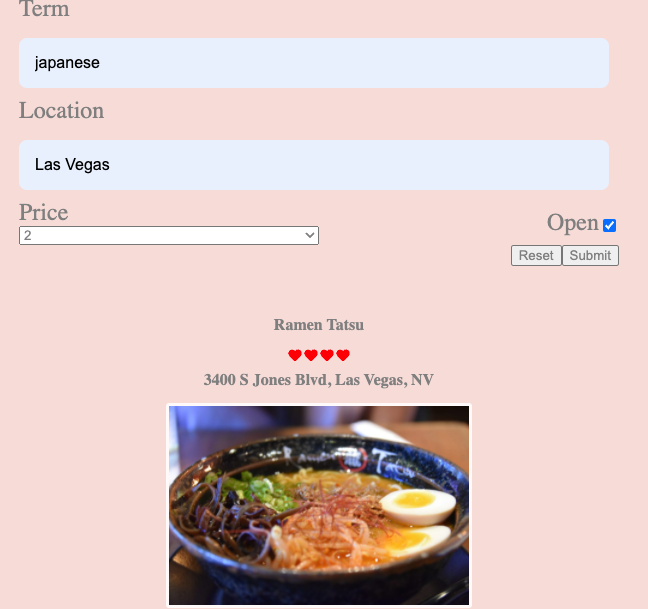 Term
japanese
Location
Las Vegas
Price
Open
2
Reset Submit
Ramen Tatsu
3400 S Jones Blvd, Las Vegas, NV